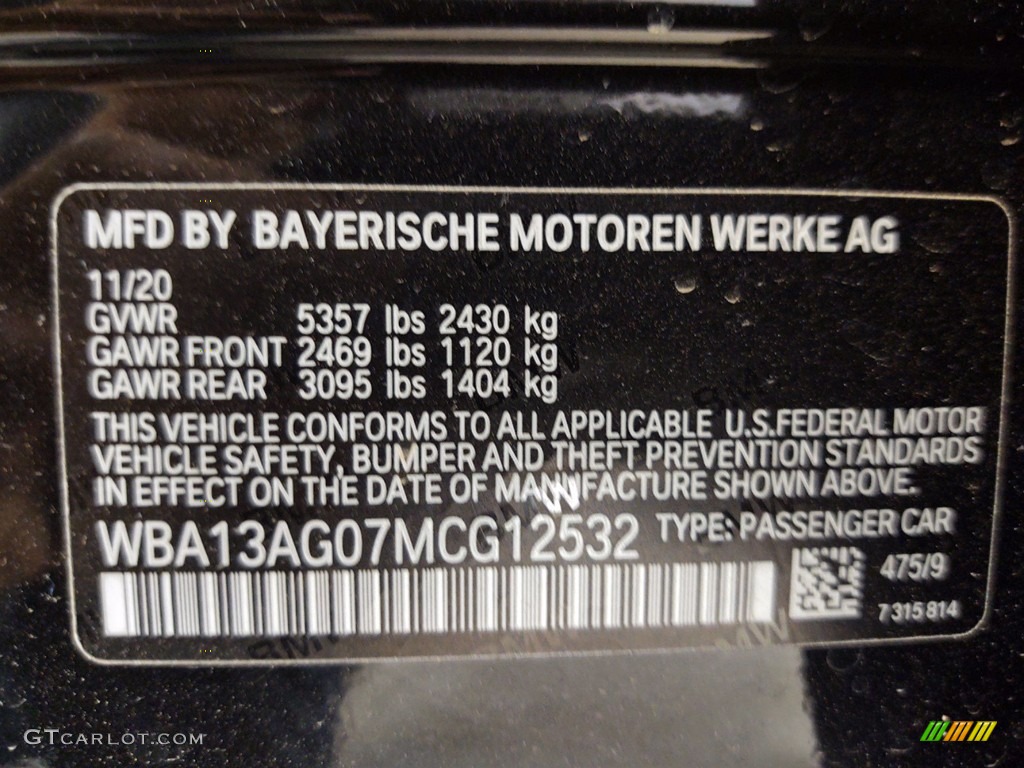 MFD BY BAYERISCHE MOTOREN WERKE AG
11/20
GVWR 5357 lbs 2430 kg
GAWR FRONT 2469 lbs 1120 kg
GAWR REAR 3095 lbs 1404 kg
THIS VEHICLE CONFORMS TO ALL APPLICABLE U.S.FEDERAL MOTOR
VEHICLE SAFETY, BUMPER AND THEFT PREVENTION STANDARDS
IN EFFECT ON THE DATE OF MANUFACTURE SHOWN ABOVE.
WBA13AG07MCG12532 TYPE: PASSENGER CAR
475/9
7 315 814
BMW BMW
GTCARLOT.COM